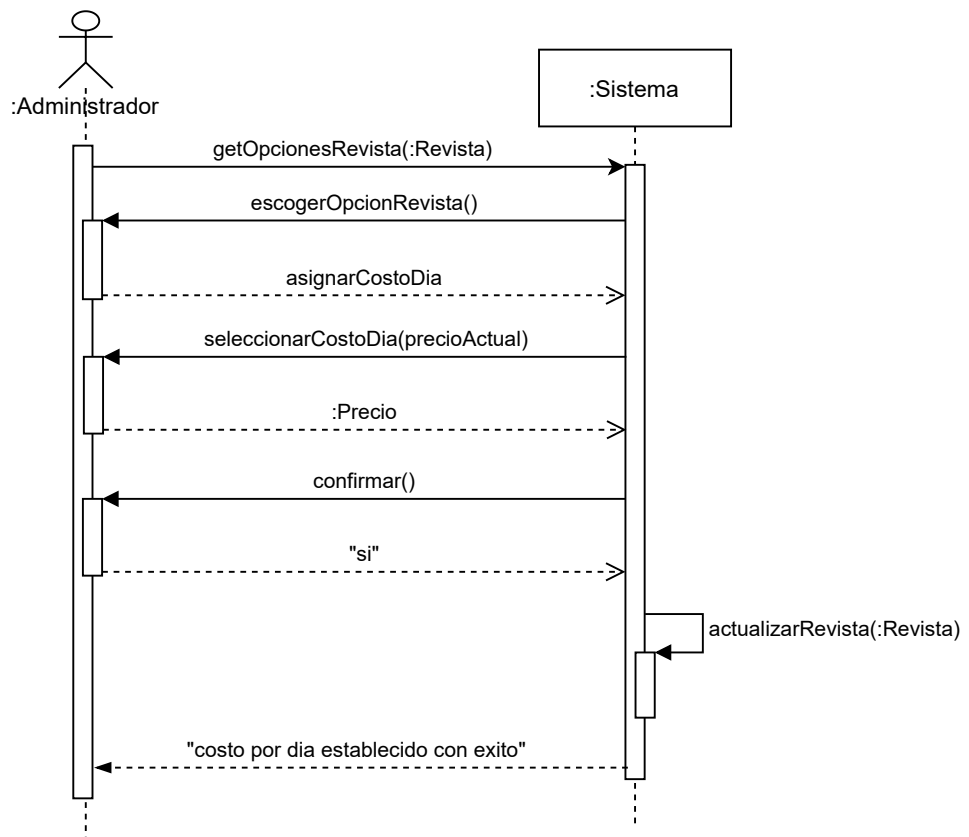 :Administrador
:Sistema
getOpcionesRevista(:Revista)
escogerOpcionRevista()
asignarCostoDia
seleccionarCostoDia(precioActual)
:Precio
confirmar()
"si"
actualizarRevista(:Revista)
"costo por dia establecido con exito"